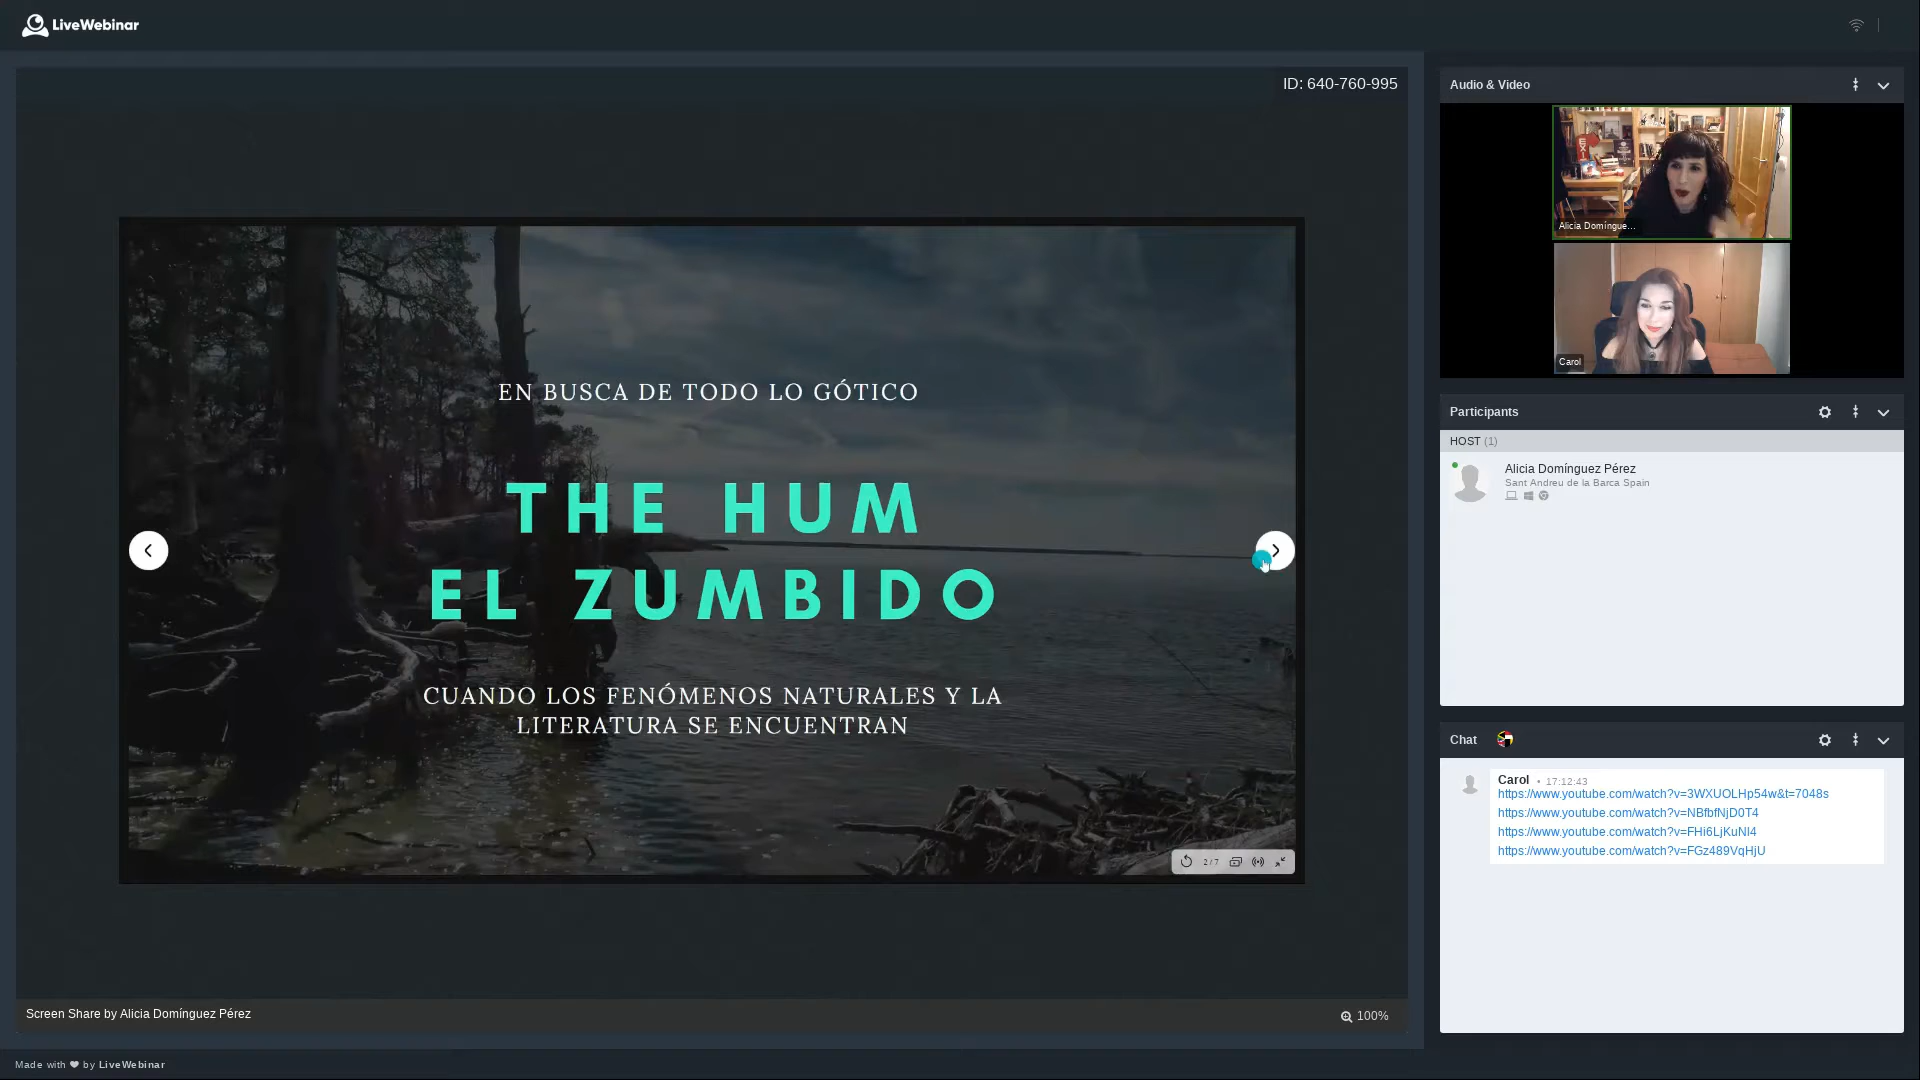 LiveWebinar
ID: 640-760-995
EN BUSCA DE TODO LO GÓTICO
THE HUM
EL ZUMBIDO
CUANDO LOS FENÓMENOS NATURALES Y LA
LITERATURA SE ENCUENTRAN
2 / 7
Screen Share by Alicia Domínguez Pérez
100%
Made with by LiveWebinar
Audio & Video
EXIT
Alicia Domingue...
Carol
Participants
HOST (1)
Alicia Domínguez Pérez
Sant Andreu de la Barca Spain
Chat
Carol • 17:12:43
https://www.youtube.com/watch?v=3WXUOLHp54w&t=7048s
https://www.youtube.com/watch?v=NBfbfNjD0T4
https://www.youtube.com/watch?v=FHi6LjKuNl4
https://www.youtube.com/watch?v=FGz489VqHjU